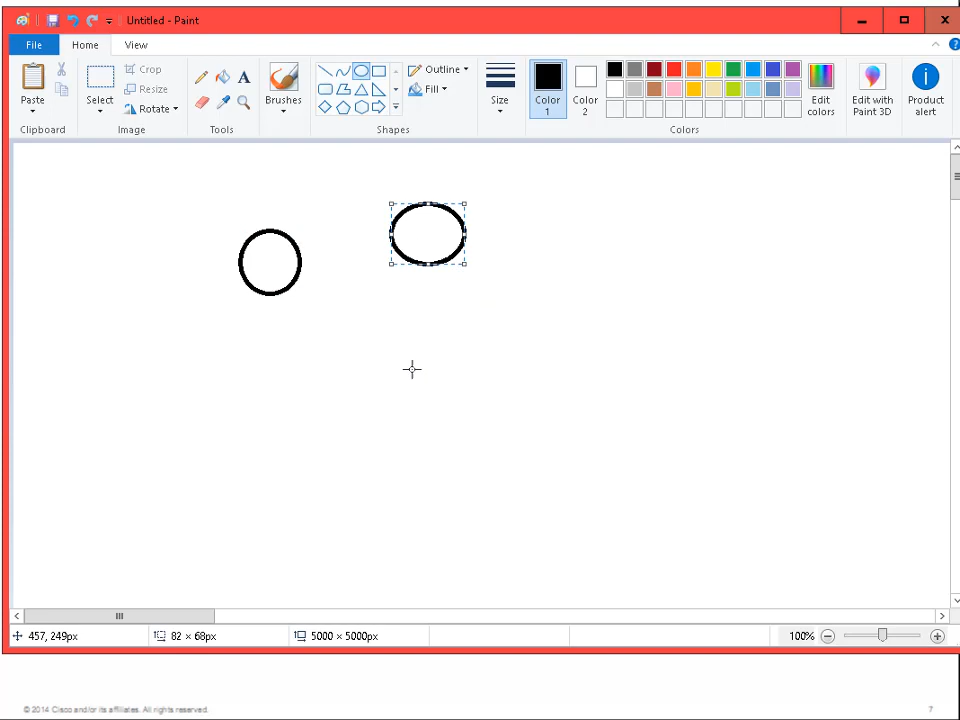 Untitled - Paint
File Home View
Paste
Select
Crop
Resize
Rotate
Brushes
Outline
Fill
Size
Color 1
Color 2
Edit colors
Edit with Paint 3D
Product alert
Clipboard Image Tools Shapes Colors
457, 249px 82 × 68px 5000 × 5000px 100%
© 2014 Cisco and/or its affiliates. All rights reserved. 7